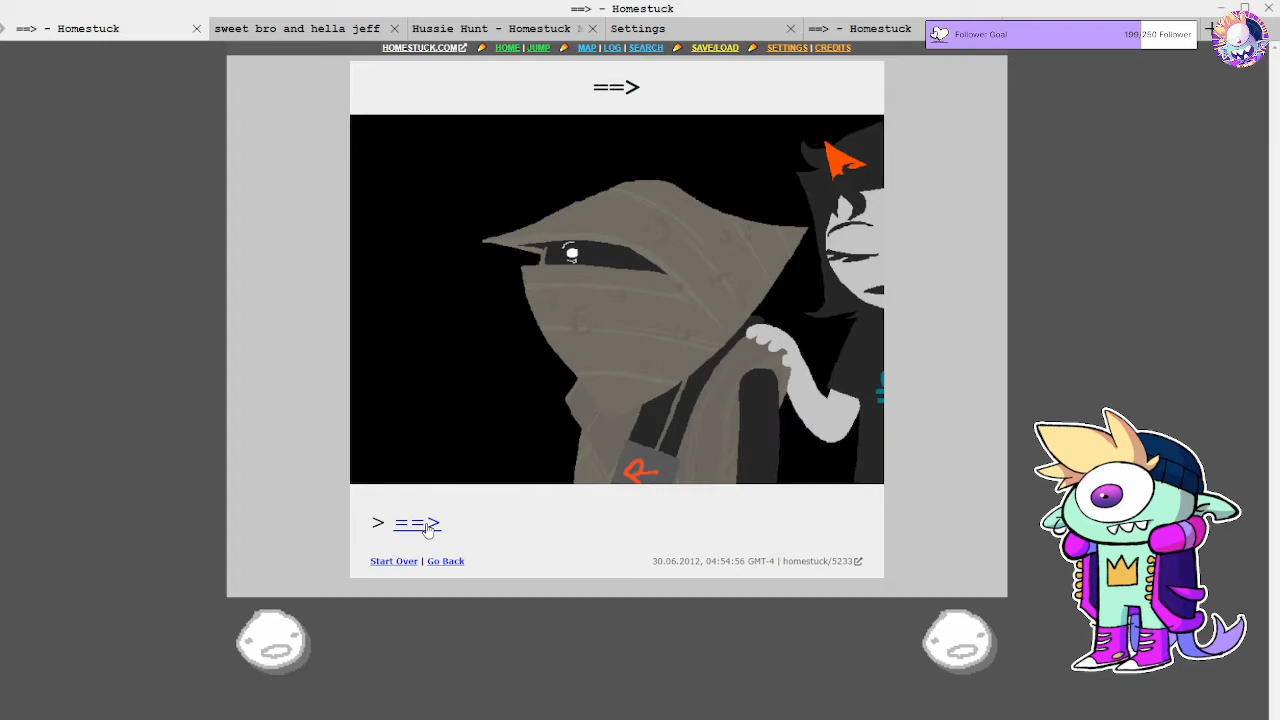 ==> - Homestuck
==> - Homestuck
sweet bro and hella jeff
Hussie Hunt - Homestuck
Settings
==> - Homestuck
Follower Goal
199/250 Follower
HOMESTUCK.COM HOME | JUMP MAP | LOG | SEARCH SAVE/LOAD SETTINGS | CREDITS
==>
R
> ==>
Start Over | Go Back
30.06.2012, 04:54:56 GMT-4 | homestuck/5233